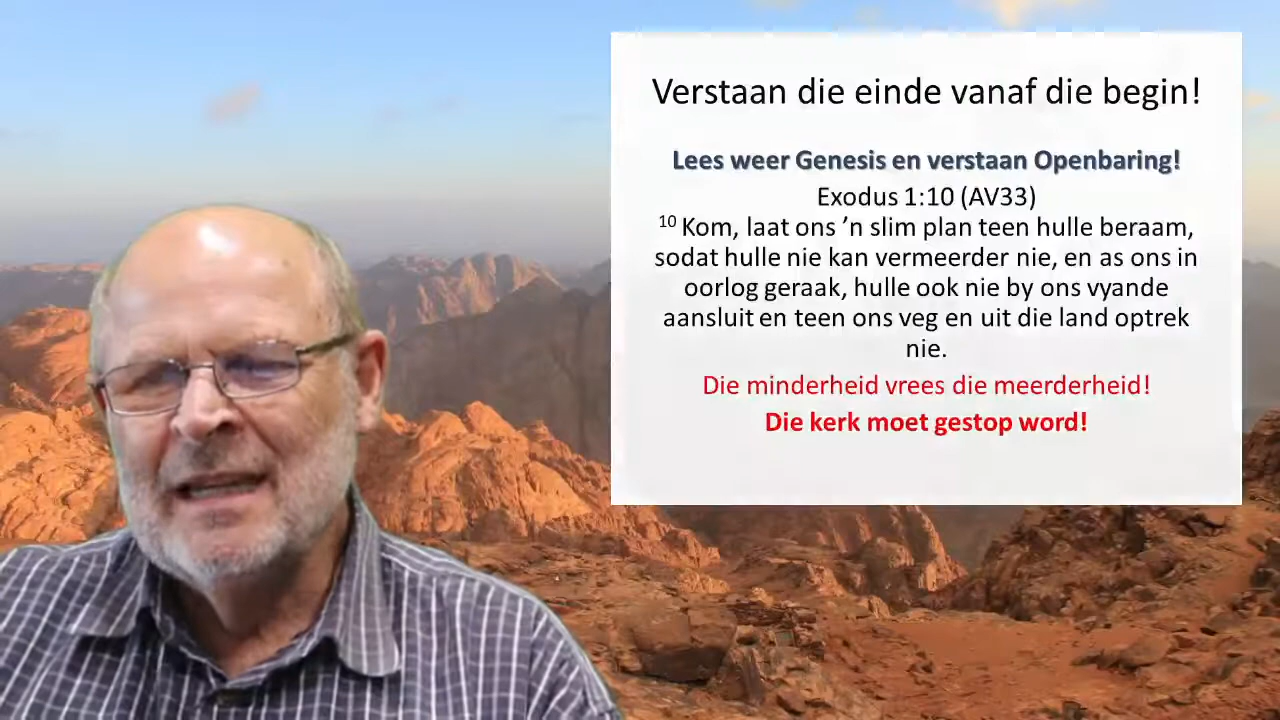 Verstaan die einde vanaf die begin!
Lees weer Genesis en verstaan Openbaring!
Exodus 1:10 (AV33)
10 Kom, laat ons ’n slim plan teen hulle beraam,
sodat hulle nie kan vermeerder nie, en as ons in
oorlog geraak, hulle ook nie by ons vyande
aansluit en teen ons veg en uit die land optrek
nie.
Die minderheid vrees die meerderheid!
Die kerk moet gestop word!